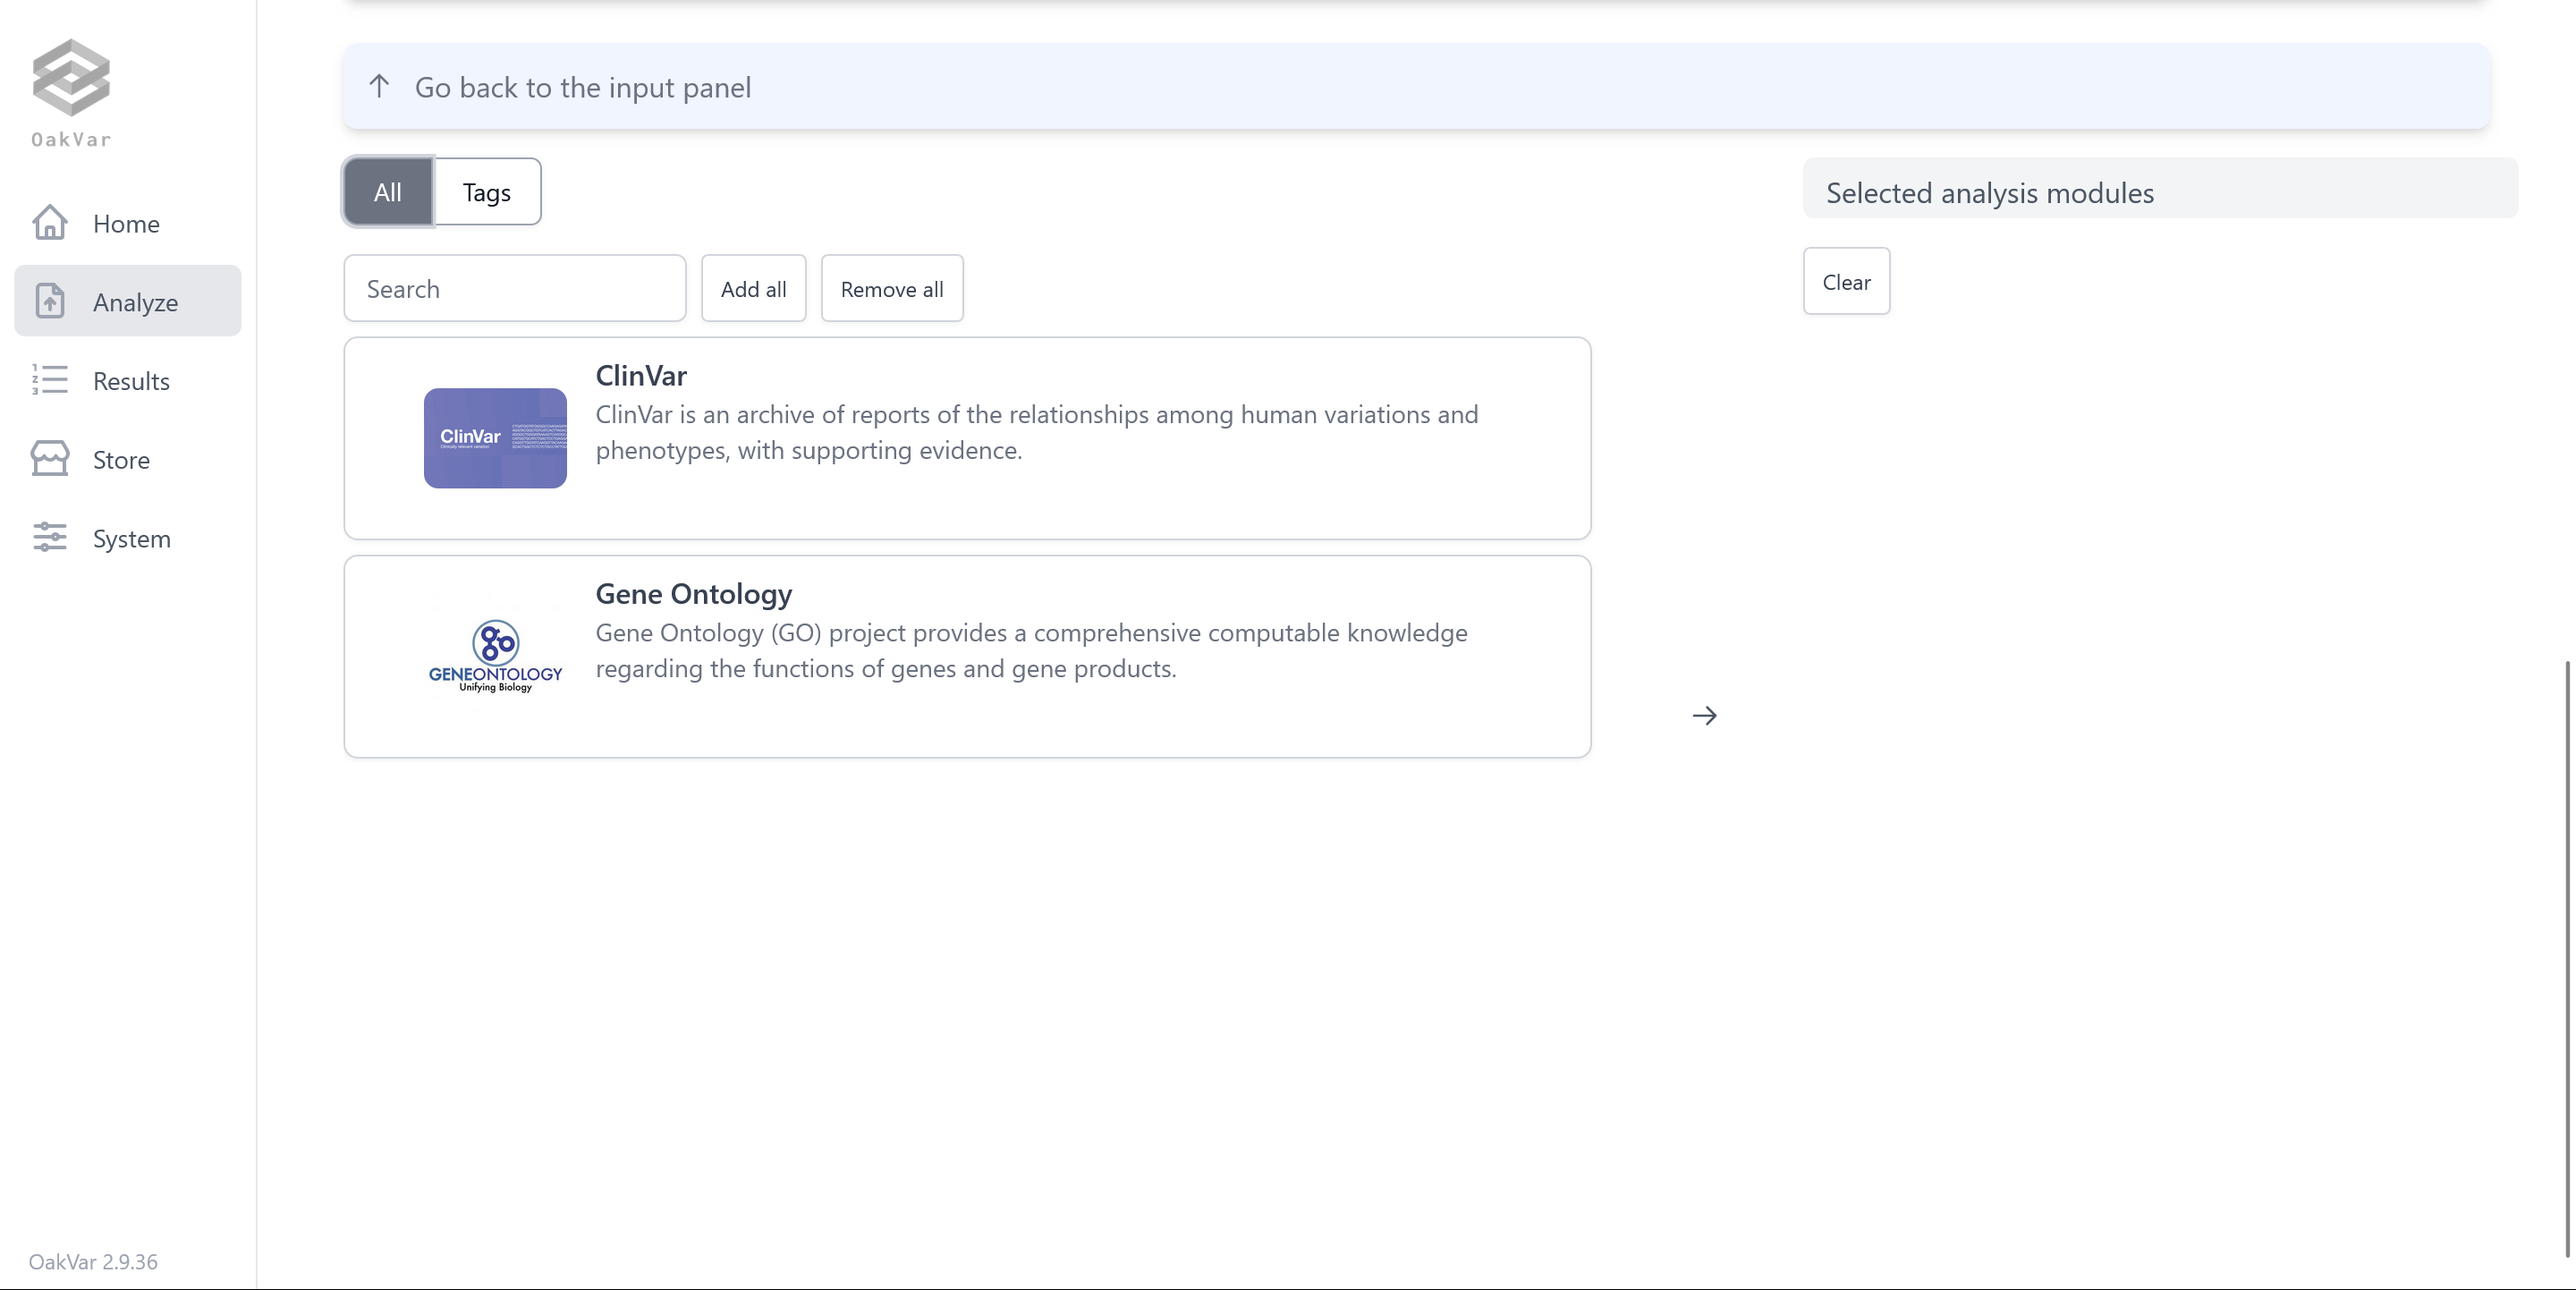 OakVar
Home
Analyze
Results
Store
System
OakVar 2.9.36
Go back to the input panel
All
Tags
Search
Add all
Remove all
ClinVar
ClinVar
ClinVar is an archive of reports of the relationships among human variations and
phenotypes, with supporting evidence.
GENEONTOLOGY
Unifying Biology
Gene Ontology
Gene Ontology (GO) project provides a comprehensive computable knowledge
regarding the functions of genes and gene products.
Selected analysis modules
Clear